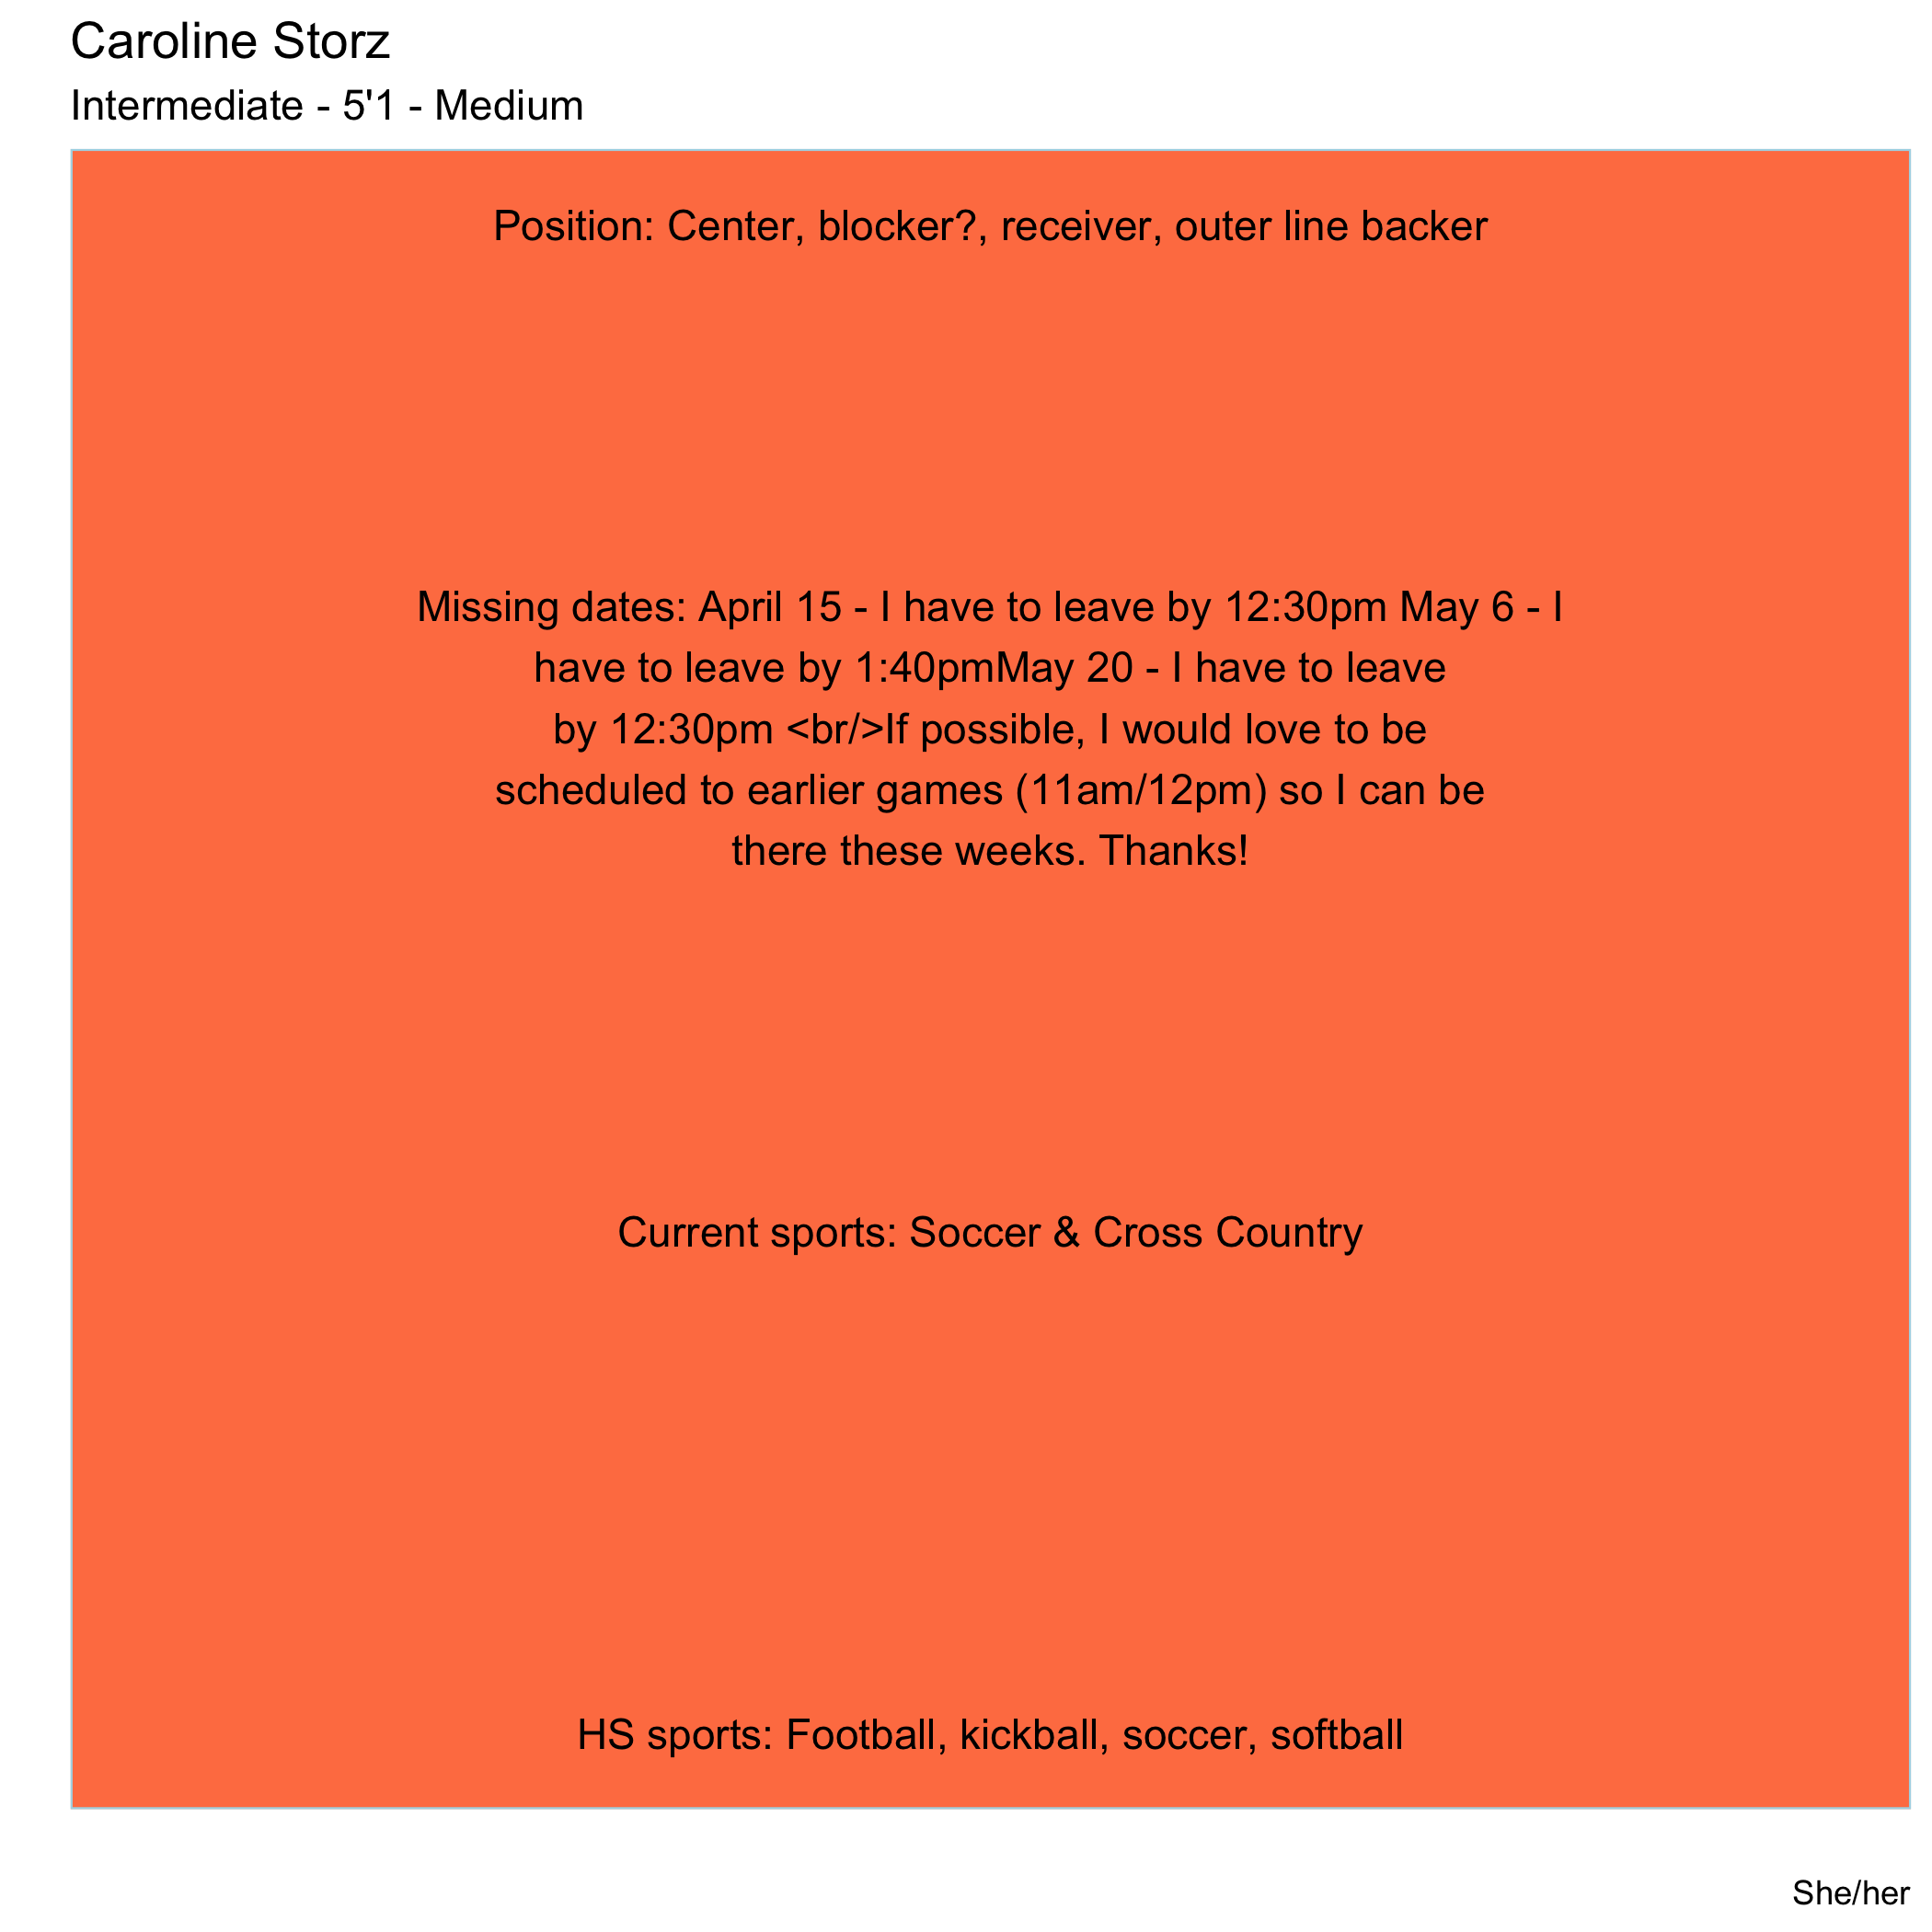 Caroline Storz
Intermediate - 5'1 - Medium
Position: Center, blocker?, receiver, outer line backer
Missing dates: April 15 - I have to leave by 12:30pm May 6 - I
have to leave by 1:40pmMay 20 - I have to leave
by 12:30pm <br/>If possible, I would love to be
scheduled to earlier games (11am/12pm) so I can be
there these weeks. Thanks!
Current sports: Soccer & Cross Country
HS sports: Football, kickball, soccer, softball
She/her